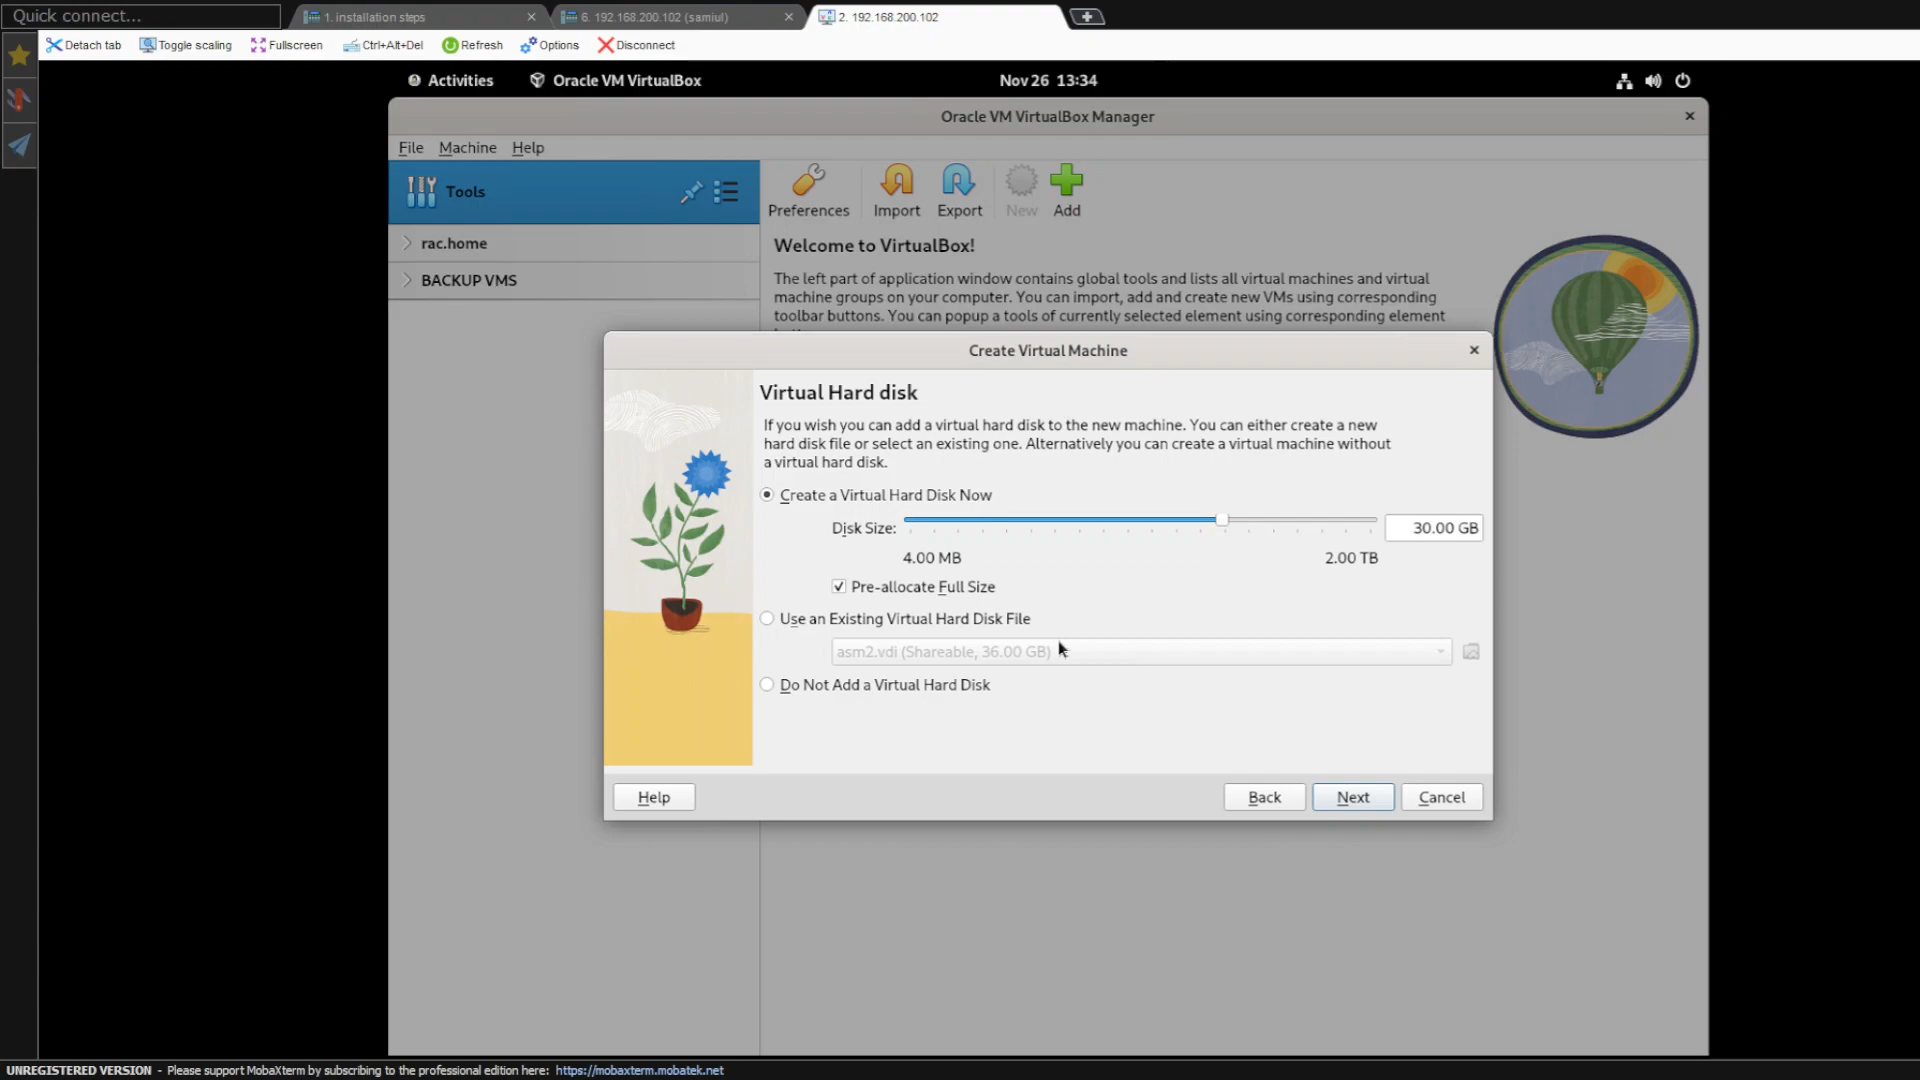 Quick connect...
1. installation steps
6. 192.168.200.102 (samiul)
2. 192.168.200.102
Detach tab
Toggle scaling
Fullscreen
Ctrl+Alt+Del
Refresh
Options
Disconnect
Activities
Oracle VM VirtualBox
Nov 26 13:34
Oracle VM VirtualBox Manager
File Machine Help
Tools
Preferences
Import
Export
New
Add
rac.home
BACKUP VMS
Welcome to VirtualBox!
The left part of application window contains global tools and lists all virtual machines and virtual
machine groups on your computer. You can import, add and create new VMs using corresponding
toolbar buttons. You can popup a tools of currently selected element using corresponding element
Create Virtual Machine
Virtual Hard disk
If you wish you can add a virtual hard disk to the new machine. You can either create a new
hard disk file or select an existing one. Alternatively you can create a virtual machine without
a virtual hard disk.
Create a Virtual Hard Disk Now
Disk Size:
30.00 GB
4.00 MB
2.00 TB
Pre-allocate Full Size
Use an Existing Virtual Hard Disk File
asm2.vdi (Shareable, 36.00 GB)
Do Not Add a Virtual Hard Disk
Help
Back
Next
Cancel
UNREGISTERED VERSION - Please support MobaXterm by subscribing to the professional edition here: https://mobaxterm.mobatek.net